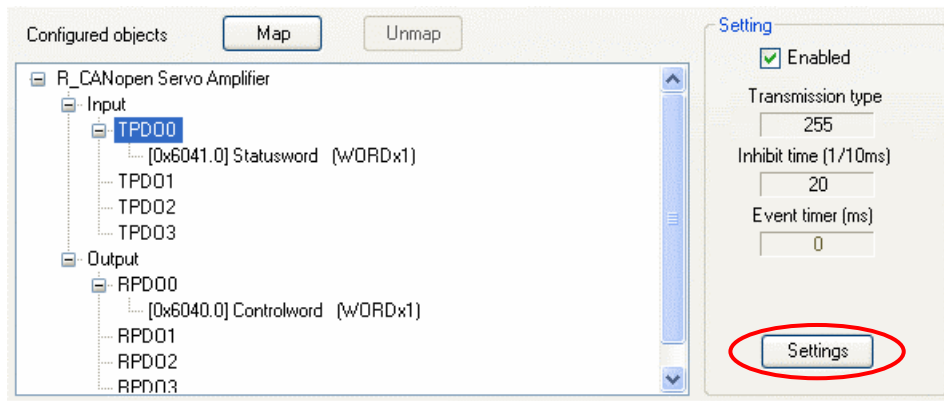 Configured objects
Map
Unmap
R_CANopen Servo Amplifier
Input
TPDO0
[0x6041.0] Statusword (WORDx1)
TPDO1
TPDO2
TPDO3
Output
RPDO0
[0x6040.0] Controlword (WORDx1)
RPDO1
RPDO2
RPDO3
Setting
Enabled
Transmission type
255
Inhibit time (1/10ms)
20
Event timer (ms)
0
Settings